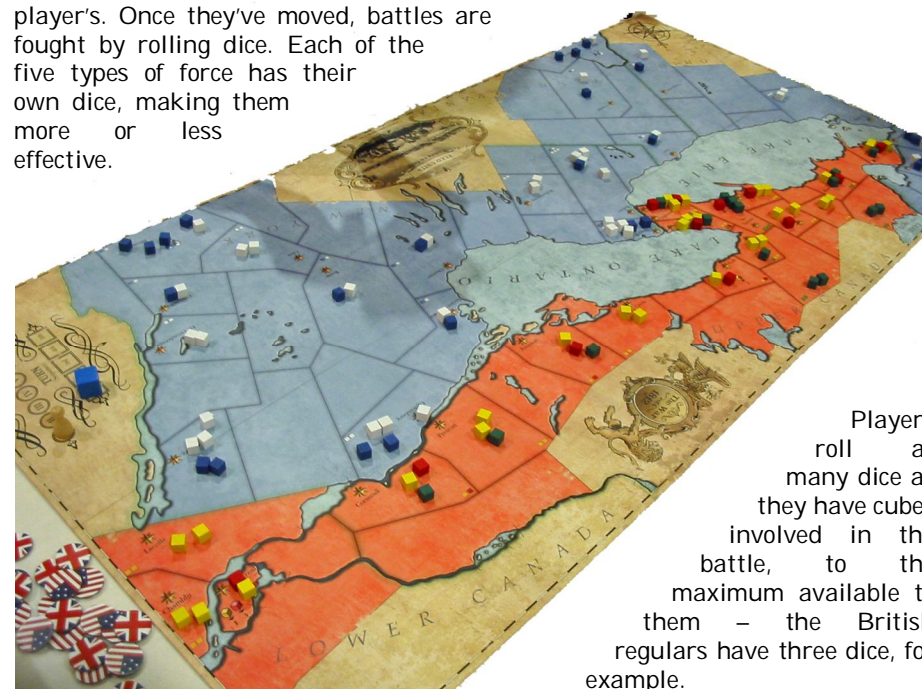 player's. Once they've moved, battles are
fought by rolling dice. Each of the
five types of force has their
own dice, making them
more or less
effective.
LAKE ERIE
LAKE ONTARIO
UPPER CANADA
TURN
LOWER CANADA
Player
roll a
many dice a
they have cube
involved in th
battle, to th
maximum available t
them – the Britis
regulars have three dice, fo
example.